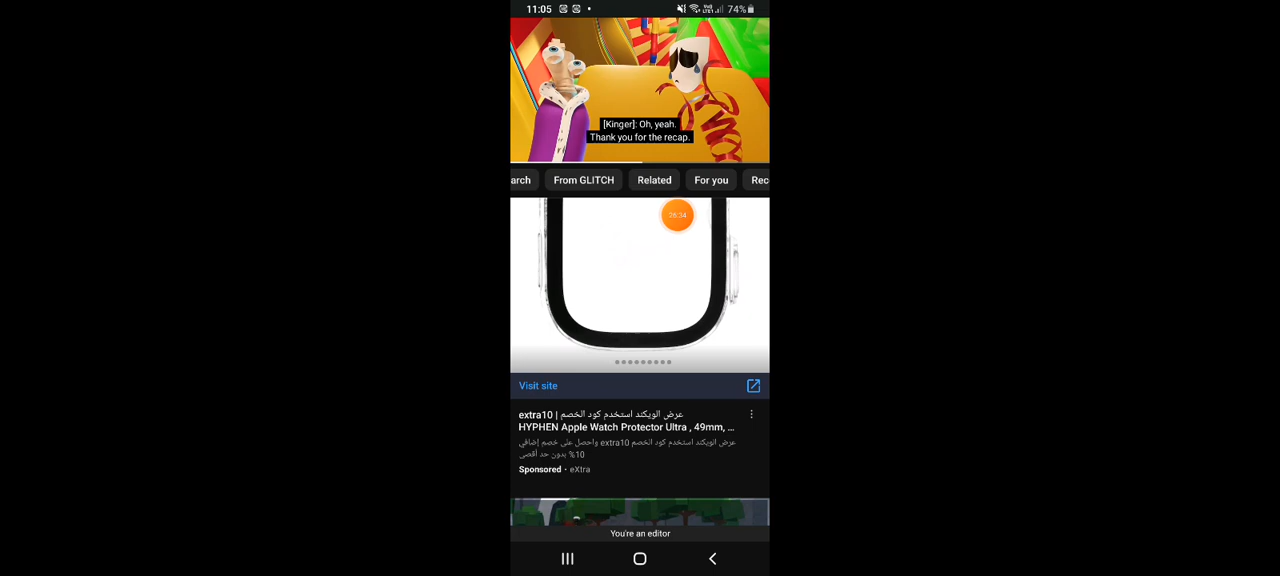 11:05
74%
[Kinger]: Oh, yeah.
Thank you for the recap.
arch
From GLITCH
Related
For you
Rec
26:34
Visit site
extra10 | عرض الويكند استخدم كود الخصم
HYPHEN Apple Watch Protector Ultra , 49mm, ...
عرض الويكند استخدم كود الخصم extra10 واحصل على خصم إضافي
10% بدون حد أقصى
Sponsored • eXtra
You're an editor